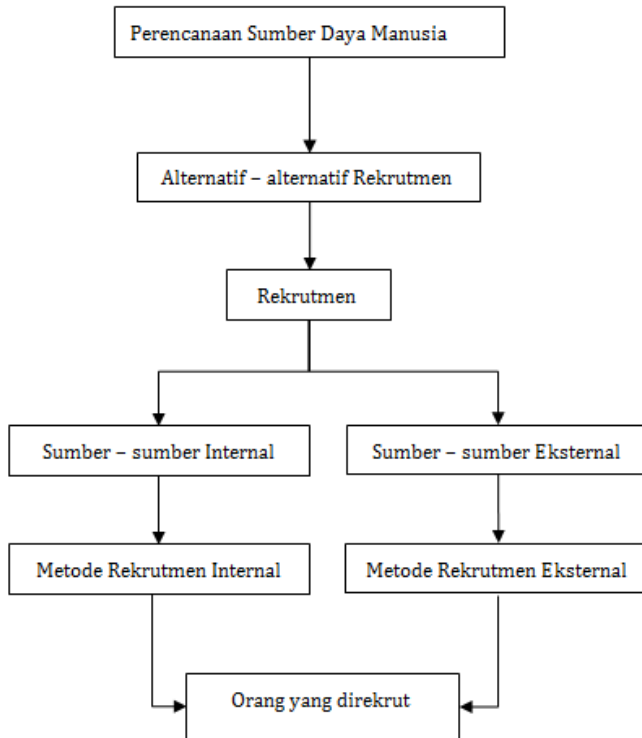 Perencanaan Sumber Daya Manusia
Alternatif – alternatif Rekrutmen
Rekrutmen
Sumber – sumber Internal
Sumber – sumber Eksternal
Metode Rekrutmen Internal
Metode Rekrutmen Eksternal
Orang yang direkrut